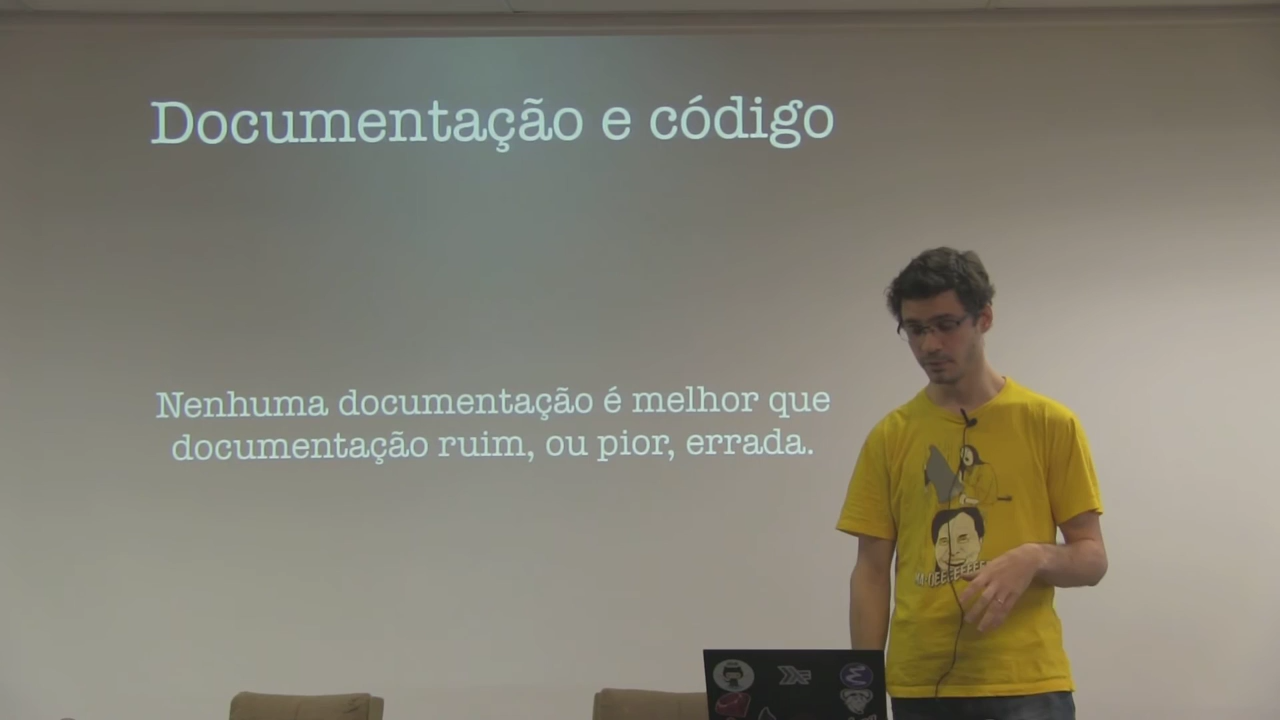 Documentação e código
Nenhuma documentação é melhor que
documentação ruim, ou pior, errada.